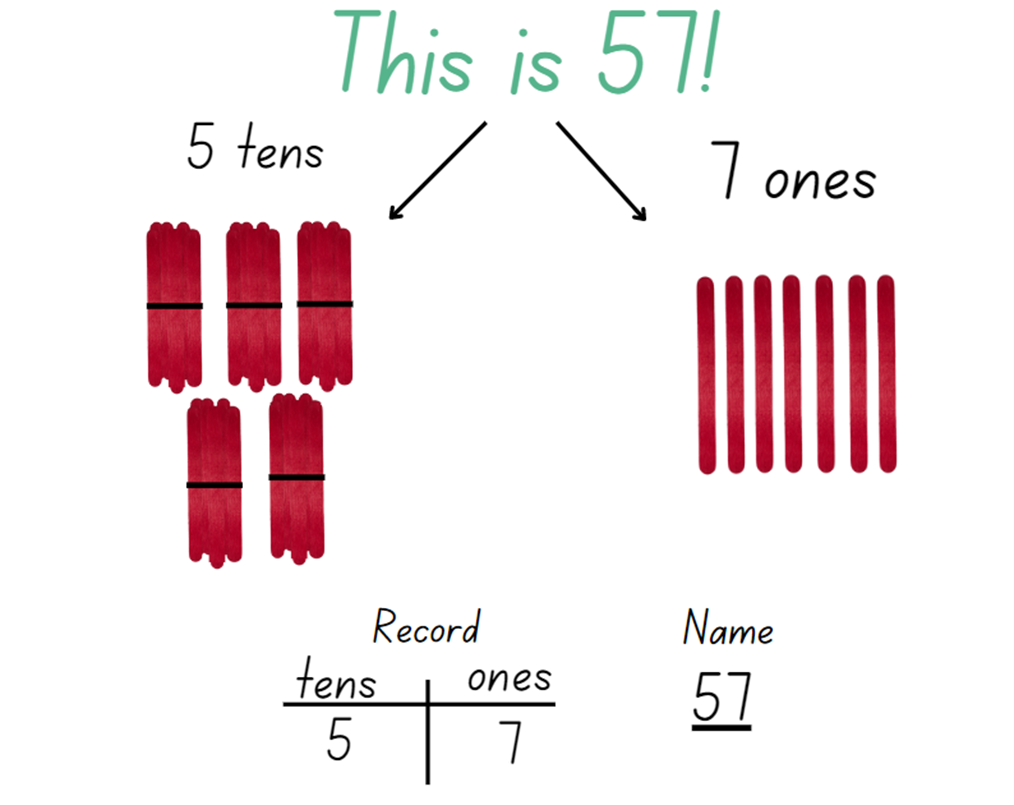 This is 57!
5 tens
7 ones
Record
tens ones
5 7
Name
57